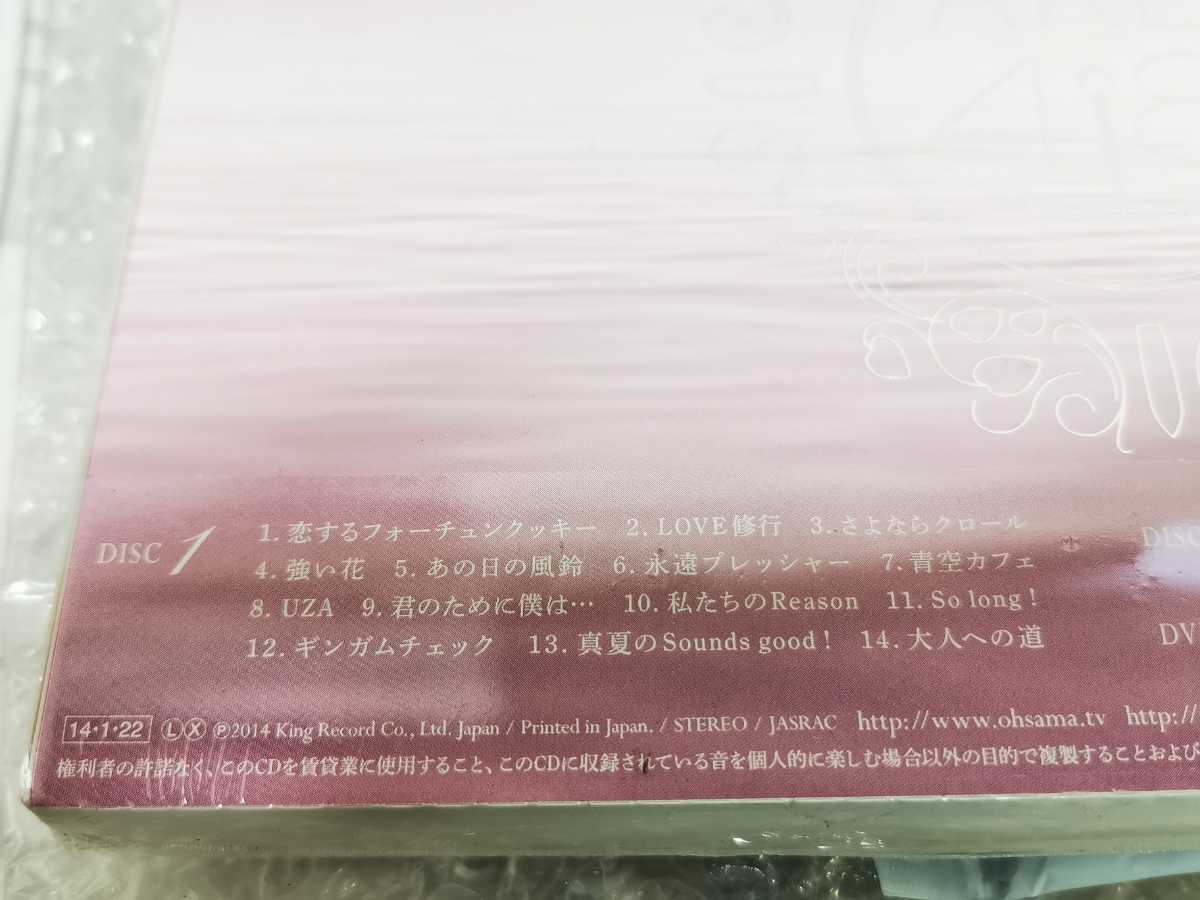 DISC 1
1. 恋するフォーチュンクッキー 2. LOVE修行 3. さよならクロール
4. 強い花 5. あの日の風鈴 6. 永遠プレッシャー 7. 青空カフェ
8. UZA 9. 君のために僕は… 10. 私たちのReason 11. So long !
12. ギンガムチェック 13. 真夏のSounds good ! 14. 大人への道
DISC
DV
14・1・22 Ⓛ Ⓧ ℗2014 King Record Co., Ltd. Japan / Printed in Japan. / STEREO / JASRAC http://www.ohsama.tv http://
権利者の許諾なく、このCDを賃貸業に使用すること、このCDに収録されている音を個人的に楽しむ場合以外の目的で複製することおよび